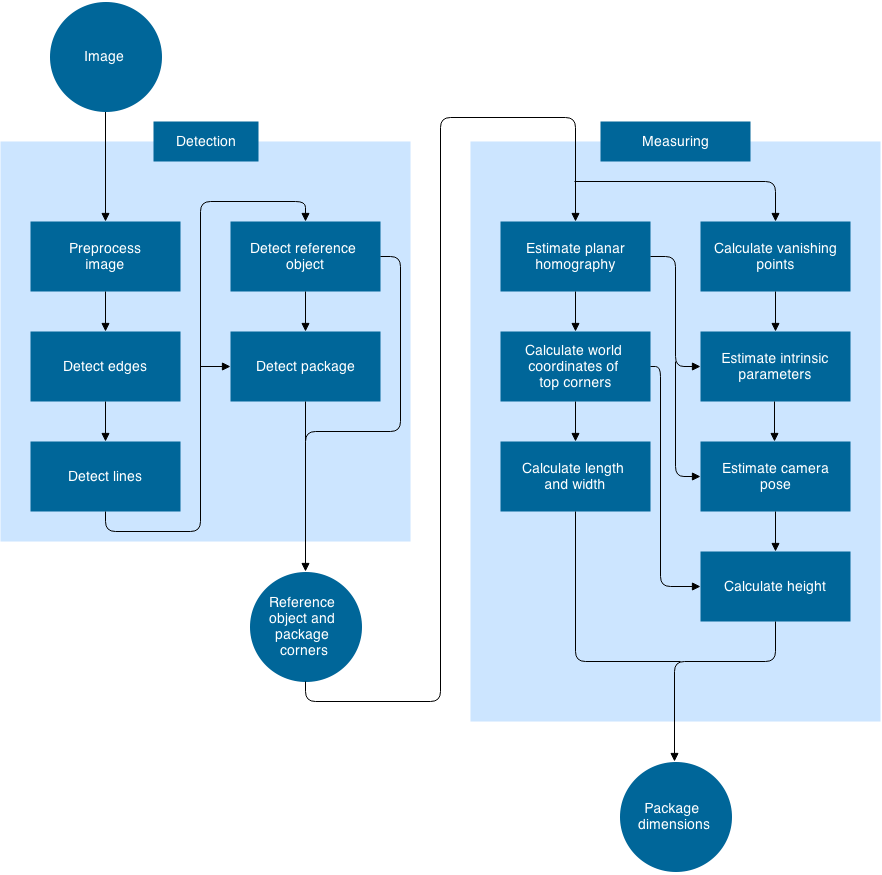 Image
Detection
Preprocess
image
Detect edges
Detect lines
Detect reference
object
Detect package
Reference
object and
package
corners
Measuring
Estimate planar
homography
Calculate world
coordinates of
top corners
Calculate length
and width
Calculate vanishing
points
Estimate intrinsic
parameters
Estimate camera
pose
Calculate height
Package
dimensions